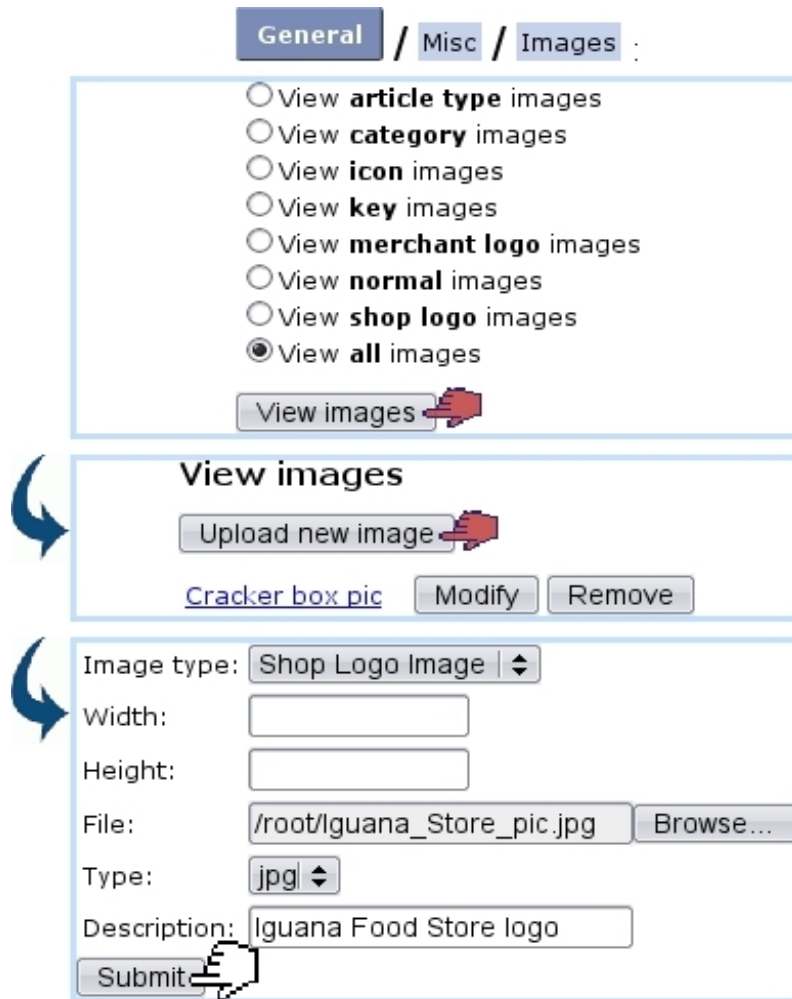 General / Misc / Images :
View article type images
View category images
View icon images
View key images
View merchant logo images
View normal images
View shop logo images
View all images
View images
View images
Upload new image
Cracker box pic Modify Remove
Image type: Shop Logo Image
Width:
Height:
File: /root/Iguana_Store_pic.jpg Browse...
Type: jpg
Description: Iguana Food Store logo
Submit